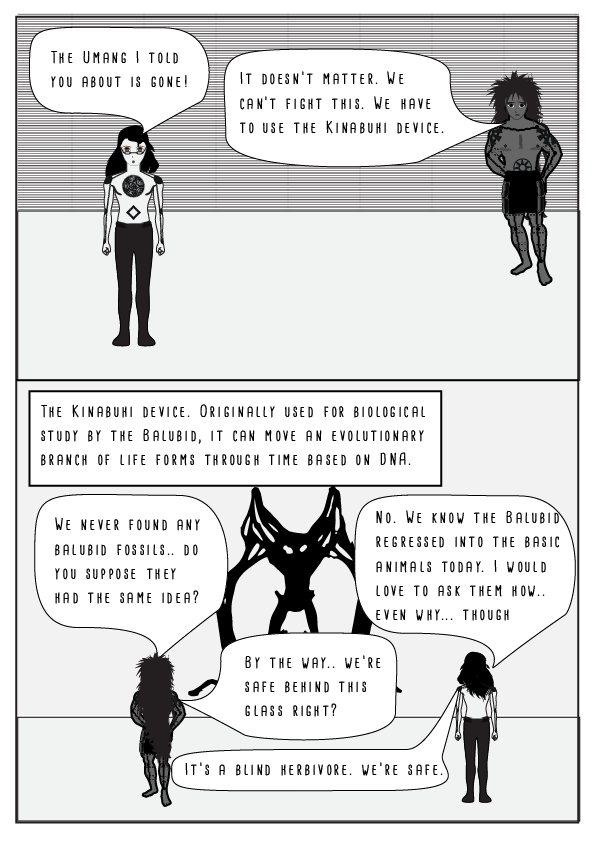 The Umang I told
you about is gone!
It doesn't matter. We
can't fight this. We have
to use the Kinabuhi device.
The Kinabuhi device. Originally used for biological
study by the Balubid, it can move an evolutionary
branch of life forms through time based on DNA.
We never found any
balubid fossils.. do
you suppose they
had the same idea?
No. We know the Balubid
regressed into the basic
animals today. I would
love to ask them how..
even why... though
By the way.. we're
safe behind this
glass right?
It's a blind herbivore. we're safe.